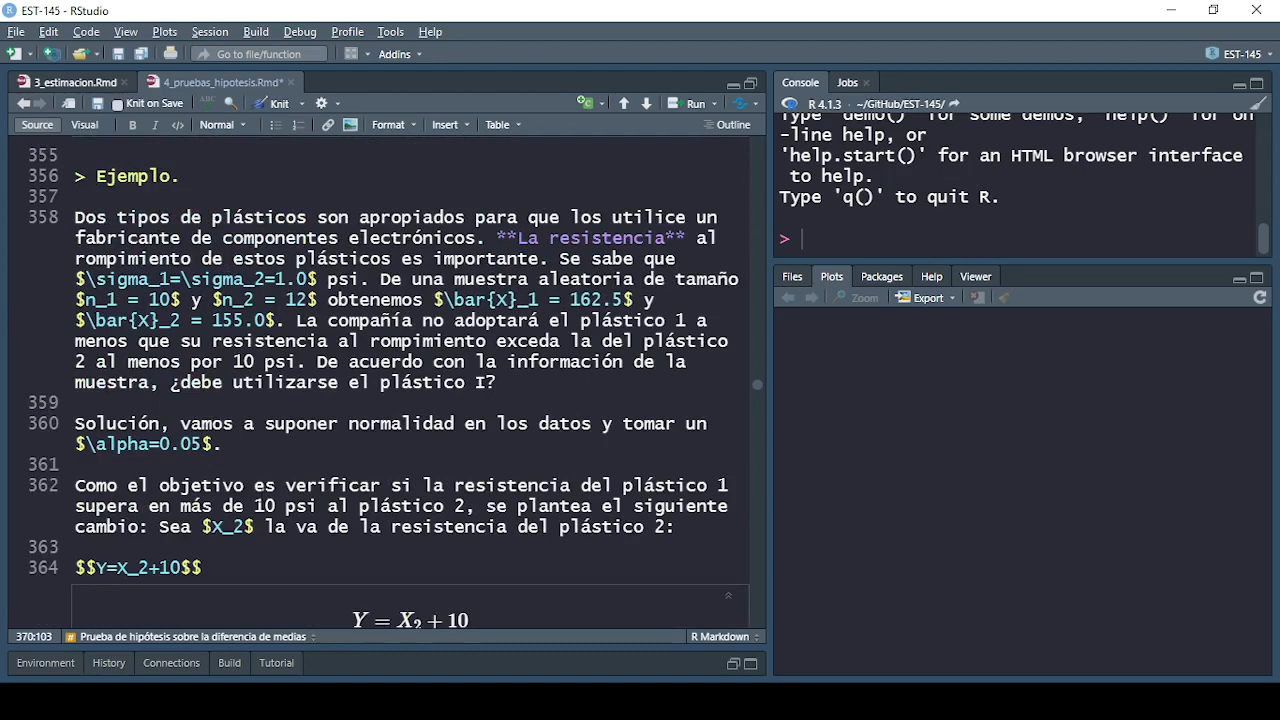 EST-145 - RStudio
File Edit Code View Plots Session Build Debug Profile Tools Help
Go to file/function Addins EST-145
3_estimacion.Rmd 4_pruebas_hipotesis.Rmd*
Knit on Save ABC Knit Run
Source Visual B I Normal Format Insert Table Outline
355
356 > Ejemplo.
357
358 Dos tipos de plásticos son apropiados para que los utilice un
fabricante de componentes electrónicos. **La resistencia** al
rompimiento de estos plásticos es importante. Se sabe que
$\sigma_1=\sigma_2=1.0$ psi. De una muestra aleatoria de tamaño
$n_1 = 10$ y $n_2 = 12$ obtenemos $\bar{X}_1 = 162.5$ y
$\bar{X}_2 = 155.0$. La compañía no adoptará el plástico 1 a
menos que su resistencia al rompimiento exceda la del plástico
2 al menos por 10 psi. De acuerdo con la información de la
muestra, ¿debe utilizarse el plástico I?
359
360 Solución, vamos a suponer normalidad en los datos y tomar un
$\alpha=0.05$.
361
362 Como el objetivo es verificar si la resistencia del plástico 1
supera en más de 10 psi al plástico 2, se plantea el siguiente
cambio: Sea $X_2$ la va de la resistencia del plástico 2:
363
364 $$Y=X_2+10$$
Y = X₂ + 10
370:103 # Prueba de hipótesis sobre la diferencia de medias R Markdown
Environment History Connections Build Tutorial
Console Jobs
R 4.1.3 · ~/GitHub/EST-145/
Type 'demo()' for some demos, 'help()' for on
-line help, or
'help.start()' for an HTML browser interface
to help.
Type 'q()' to quit R.
>
Files Plots Packages Help Viewer
Zoom Export